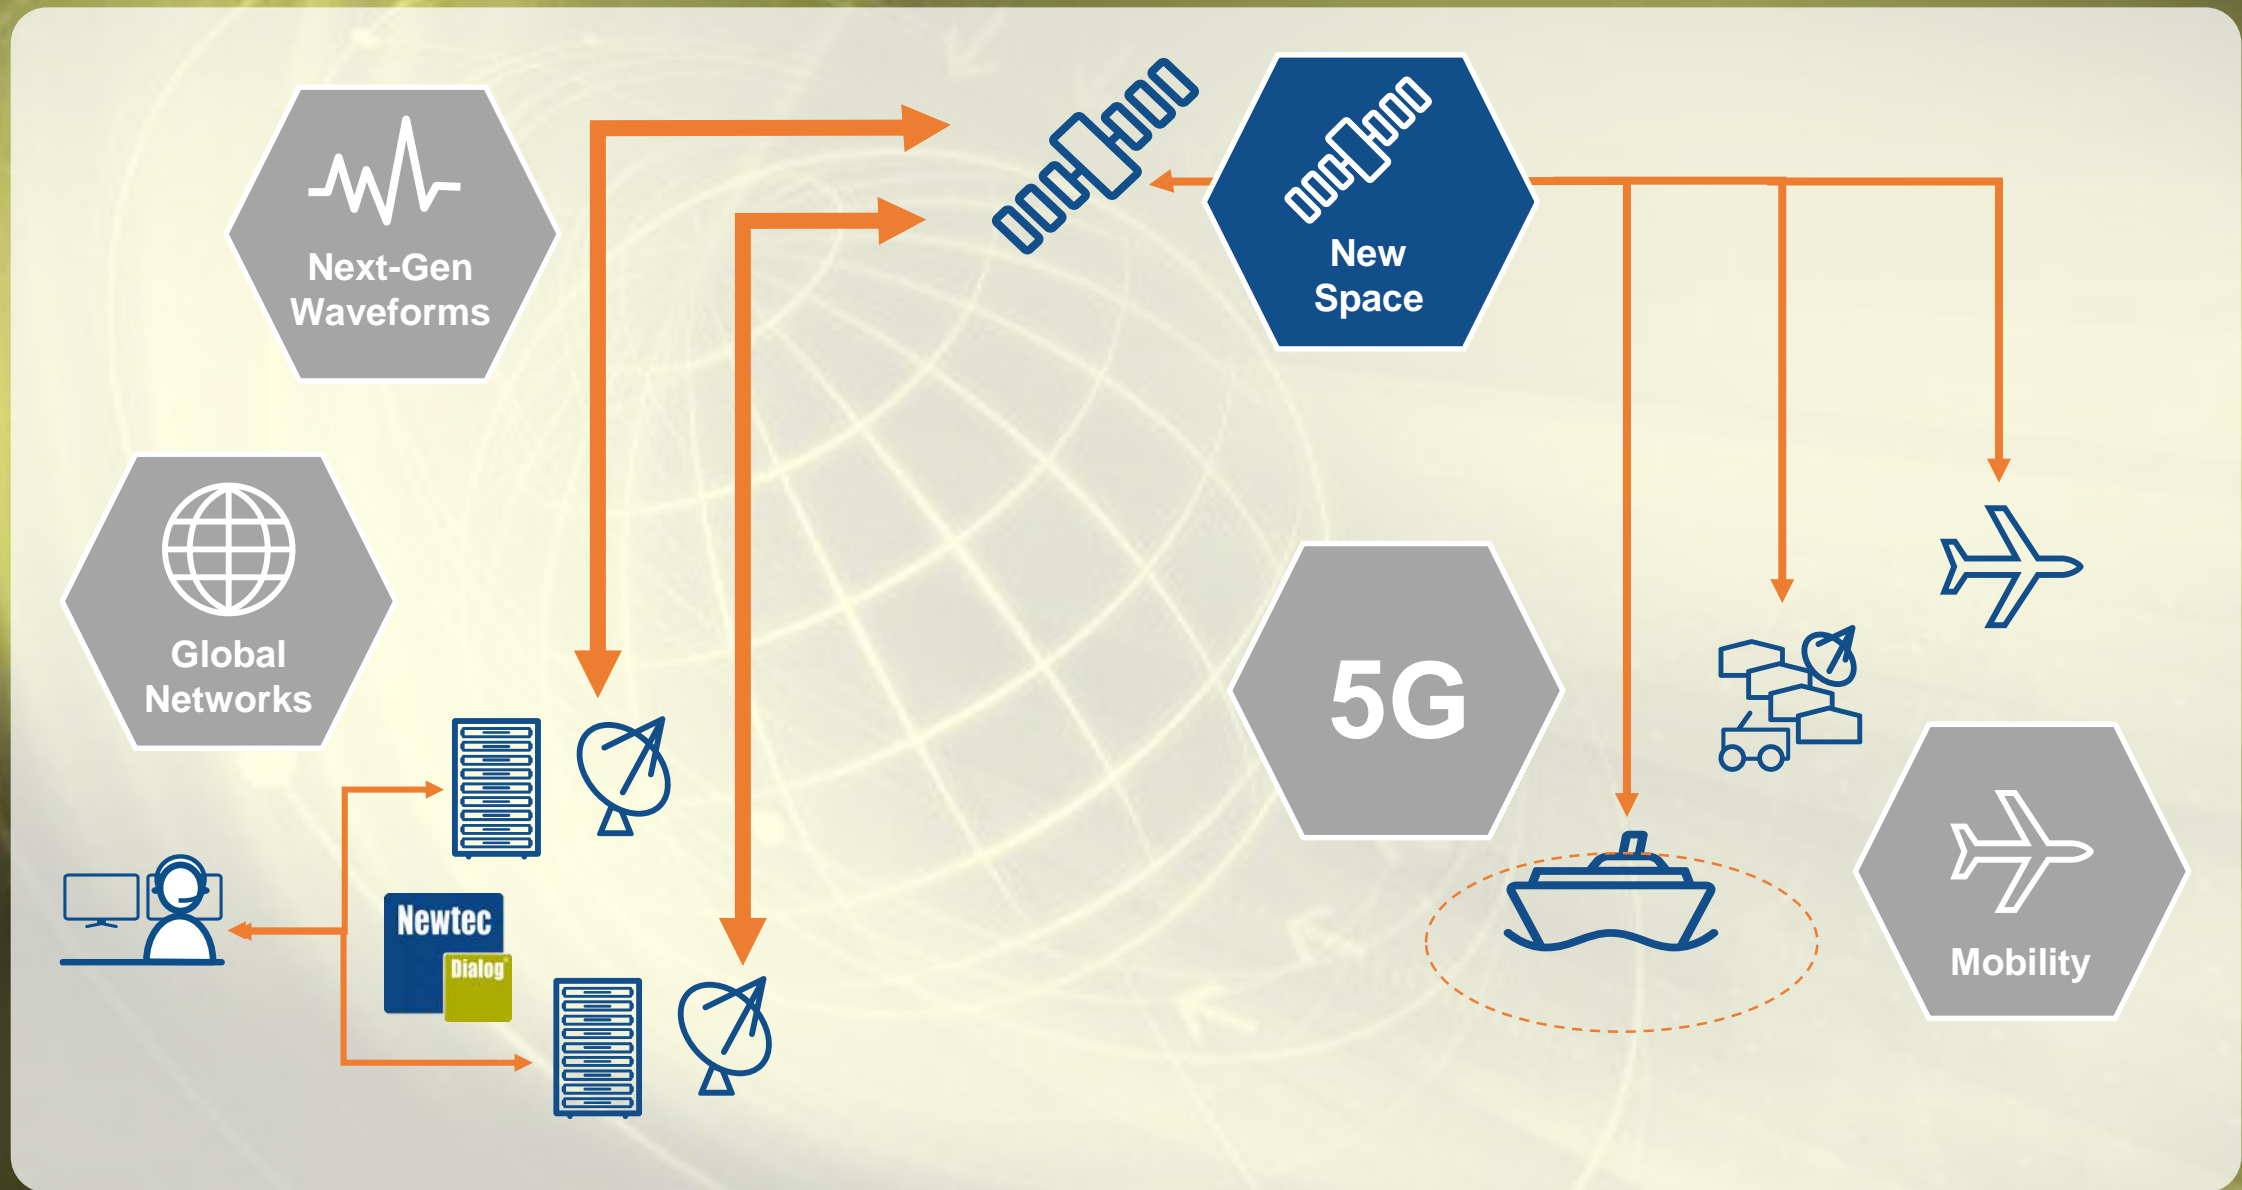 Next-Gen
Waveforms
New
Space
Global
Networks
5G
Newtec
Dialog
Mobility